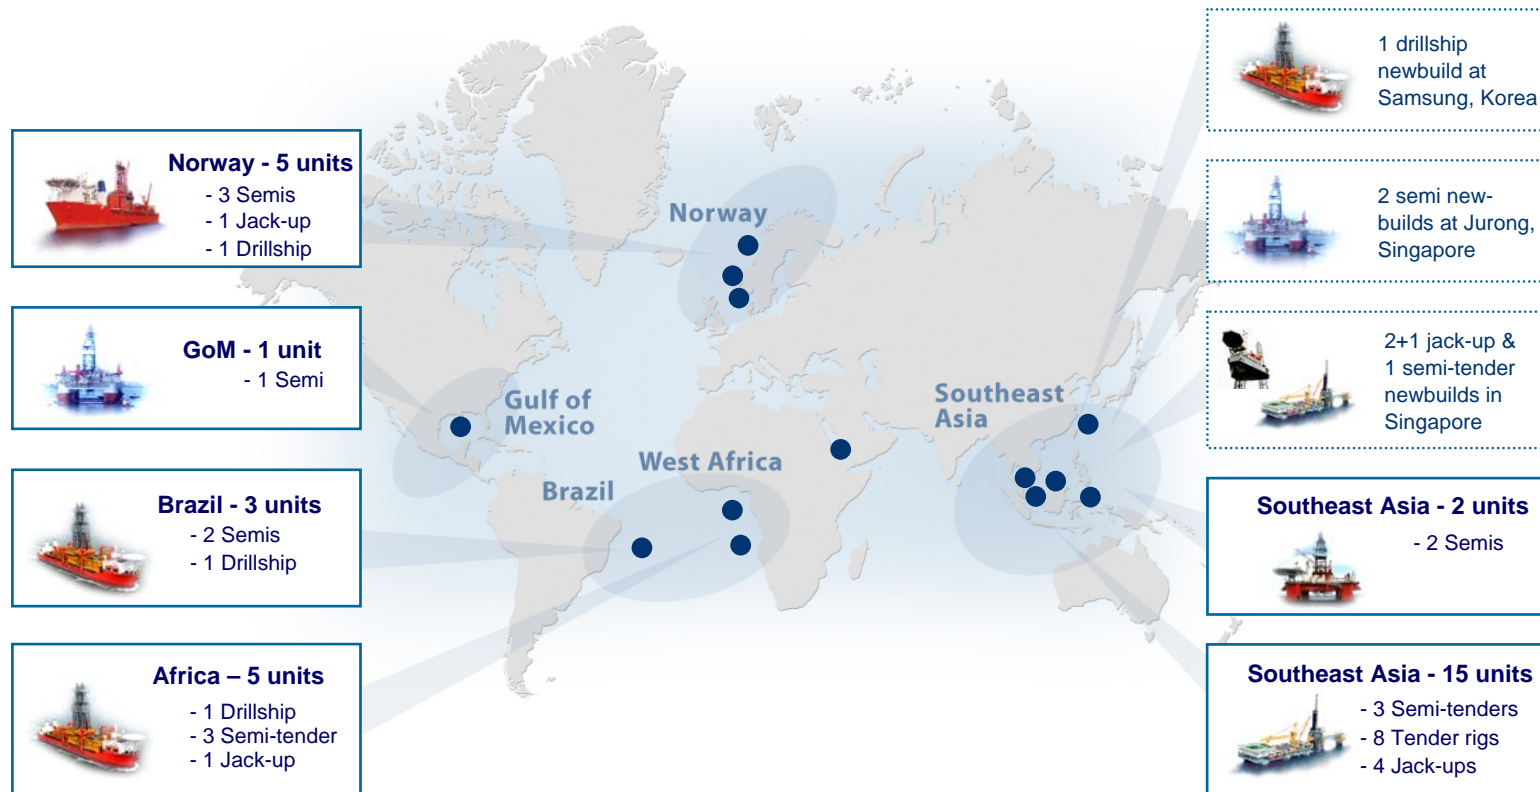 Norway - 5 units
- 3 Semis
- 1 Jack-up
- 1 Drillship
GoM - 1 unit
- 1 Semi
Brazil - 3 units
- 2 Semis
- 1 Drillship
Africa – 5 units
- 1 Drillship
- 3 Semi-tender
- 1 Jack-up
Norway
Gulf of
Mexico
West Africa
Brazil
Southeast
Asia
1 drillship
newbuild at
Samsung, Korea
2 semi new-
builds at Jurong,
Singapore
2+1 jack-up &
1 semi-tender
newbuilds in
Singapore
Southeast Asia - 2 units
- 2 Semis
Southeast Asia - 15 units
- 3 Semi-tenders
- 8 Tender rigs
- 4 Jack-ups